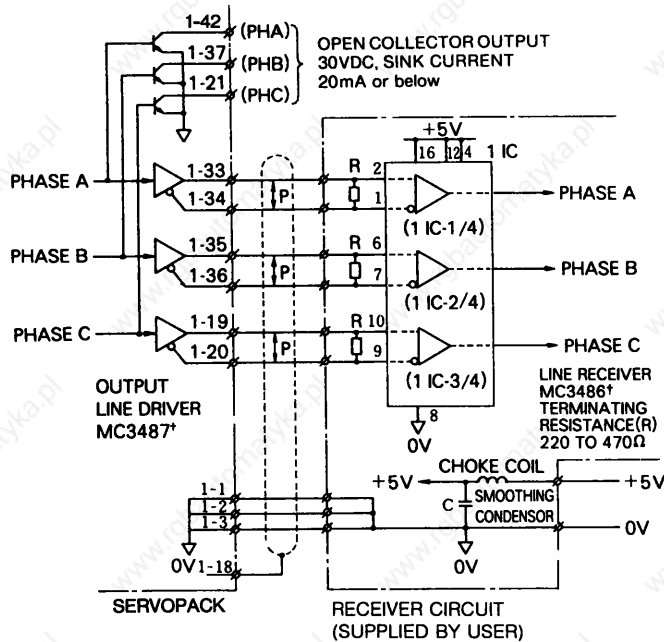 1-42
(PHA)
1-37
(PHB)
1-21
(PHC)
OPEN COLLECTOR OUTPUT
30VDC, SINK CURRENT
20mA or below
+5V
16 12 4
1 IC
PHASE A
1-33
1-34
P
R
2
1
(1 IC-1/4)
PHASE A
PHASE B
1-35
1-36
P
R
6
7
(1 IC-2/4)
PHASE B
PHASE C
1-19
1-20
P
R
10
9
(1 IC-3/4)
PHASE C
8
0V
OUTPUT
LINE DRIVER
MC3487†
LINE RECEIVER
MC3486†
TERMINATING
RESISTANCE(R)
220 TO 470Ω
CHOKE COIL
+5V
+5V
C
SMOOTHING
CONDENSOR
0V
0V
1-1
1-2
1-3
0V
1-18
SERVOPACK
RECEIVER CIRCUIT
(SUPPLIED BY USER)
www.rgbautomatyka.pl